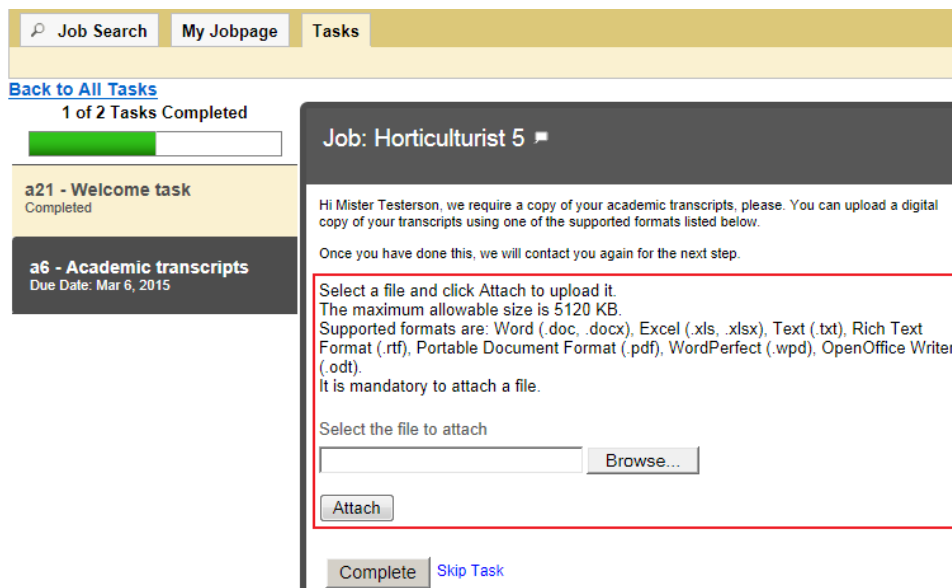 Job Search My Jobpage Tasks
Back to All Tasks
1 of 2 Tasks Completed
a21 - Welcome task
Completed
a6 - Academic transcripts
Due Date: Mar 6, 2015
Job: Horticulturist 5
Hi Mister Testerson, we require a copy of your academic transcripts, please. You can upload a digital
copy of your transcripts using one of the supported formats listed below.
Once you have done this, we will contact you again for the next step.
Select a file and click Attach to upload it.
The maximum allowable size is 5120 KB.
Supported formats are: Word (.doc, .docx), Excel (.xls, .xlsx), Text (.txt), Rich Text
Format (.rtf), Portable Document Format (.pdf), WordPerfect (.wpd), OpenOffice Writer
(.odt).
It is mandatory to attach a file.
Select the file to attach
Browse...
Attach
Complete Skip Task